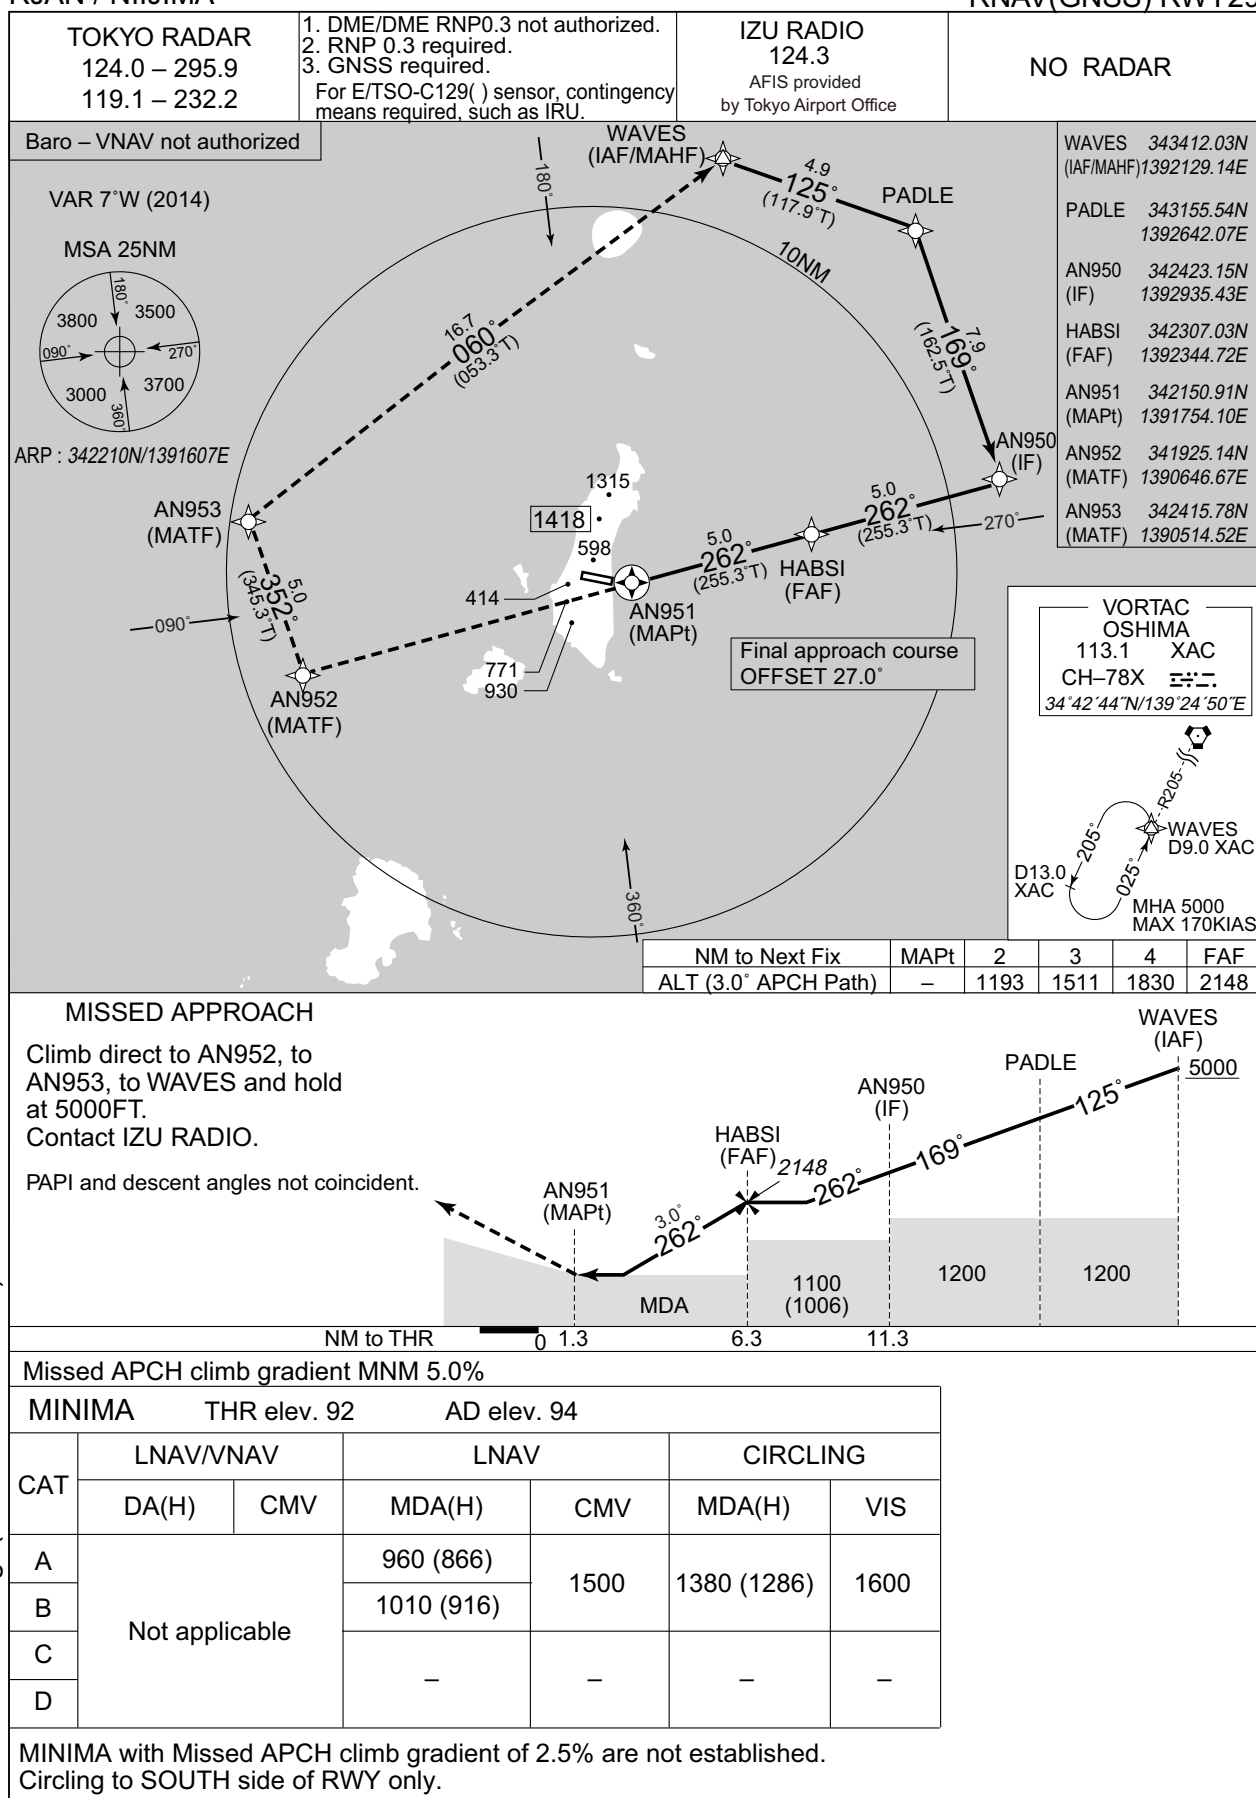 RJAN / NIIJIMA
RNAV(GNSS) RWY29
TOKYO RADAR
124.0 – 295.9
119.1 – 232.2
1. DME/DME RNP0.3 not authorized.
2. RNP 0.3 required.
3. GNSS required.
For E/TSO-C129( ) sensor, contingency
means required, such as IRU.
IZU RADIO
124.3
AFIS provided
by Tokyo Airport Office
NO RADAR
Baro – VNAV not authorized
VAR 7˚W (2014)
MSA 25NM
180˚
3800
3500
090˚
270˚
3000
3700
360˚
ARP : 342210N/1391607E
WAVES
(IAF/MAHF)
180˚
4.9
125˚
(117.9˚T)
PADLE
10NM
16.7
060˚
(053.3˚T)
7.9
169˚
(162.5˚T)
AN950
(IF)
5.0
262˚
(255.3˚T)
270˚
5.0
262˚
(255.3˚T)
HABSI
(FAF)
1315
1418
598
414
771
930
AN951
(MAPt)
AN953
(MATF)
5.0
352˚
(345.3˚T)
090˚
AN952
(MATF)
Final approach course
OFFSET 27.0˚
360˚
WAVES 343412.03N
(IAF/MAHF) 1392129.14E
PADLE 343155.54N
1392642.07E
AN950 342423.15N
(IF) 1392935.43E
HABSI 342307.03N
(FAF) 1392344.72E
AN951 342150.91N
(MAPt) 1391754.10E
AN952 341925.14N
(MATF) 1390646.67E
AN953 342415.78N
(MATF) 1390514.52E
VORTAC
OSHIMA
113.1 XAC
CH–78X
34˚42´44˝N/139˚24´50˝E
R205
WAVES
D9.0 XAC
205˚
025˚
D13.0
XAC
MHA 5000
MAX 170KIAS
NM to Next Fix MAPt 2 3 4 FAF
ALT (3.0˚ APCH Path) – 1193 1511 1830 2148
MISSED APPROACH
Climb direct to AN952, to
AN953, to WAVES and hold
at 5000FT.
Contact IZU RADIO.
PAPI and descent angles not coincident.
WAVES
(IAF)
5000
PADLE
125˚
AN950
(IF)
169˚
HABSI
(FAF)
2148
262˚
AN951
(MAPt)
3.0˚
262˚
MDA
1100
(1006)
1200
1200
NM to THR 0 1.3 6.3 11.3
Missed APCH climb gradient MNM 5.0%
MINIMA THR elev. 92 AD elev. 94
CAT LNAV/VNAV LNAV CIRCLING
DA(H) CMV MDA(H) CMV MDA(H) VIS
A 960 (866)
1500 1380 (1286) 1600
B 1010 (916)
Not applicable
C
– – – –
D
MINIMA with Missed APCH climb gradient of 2.5% are not established.
Circling to SOUTH side of RWY only.